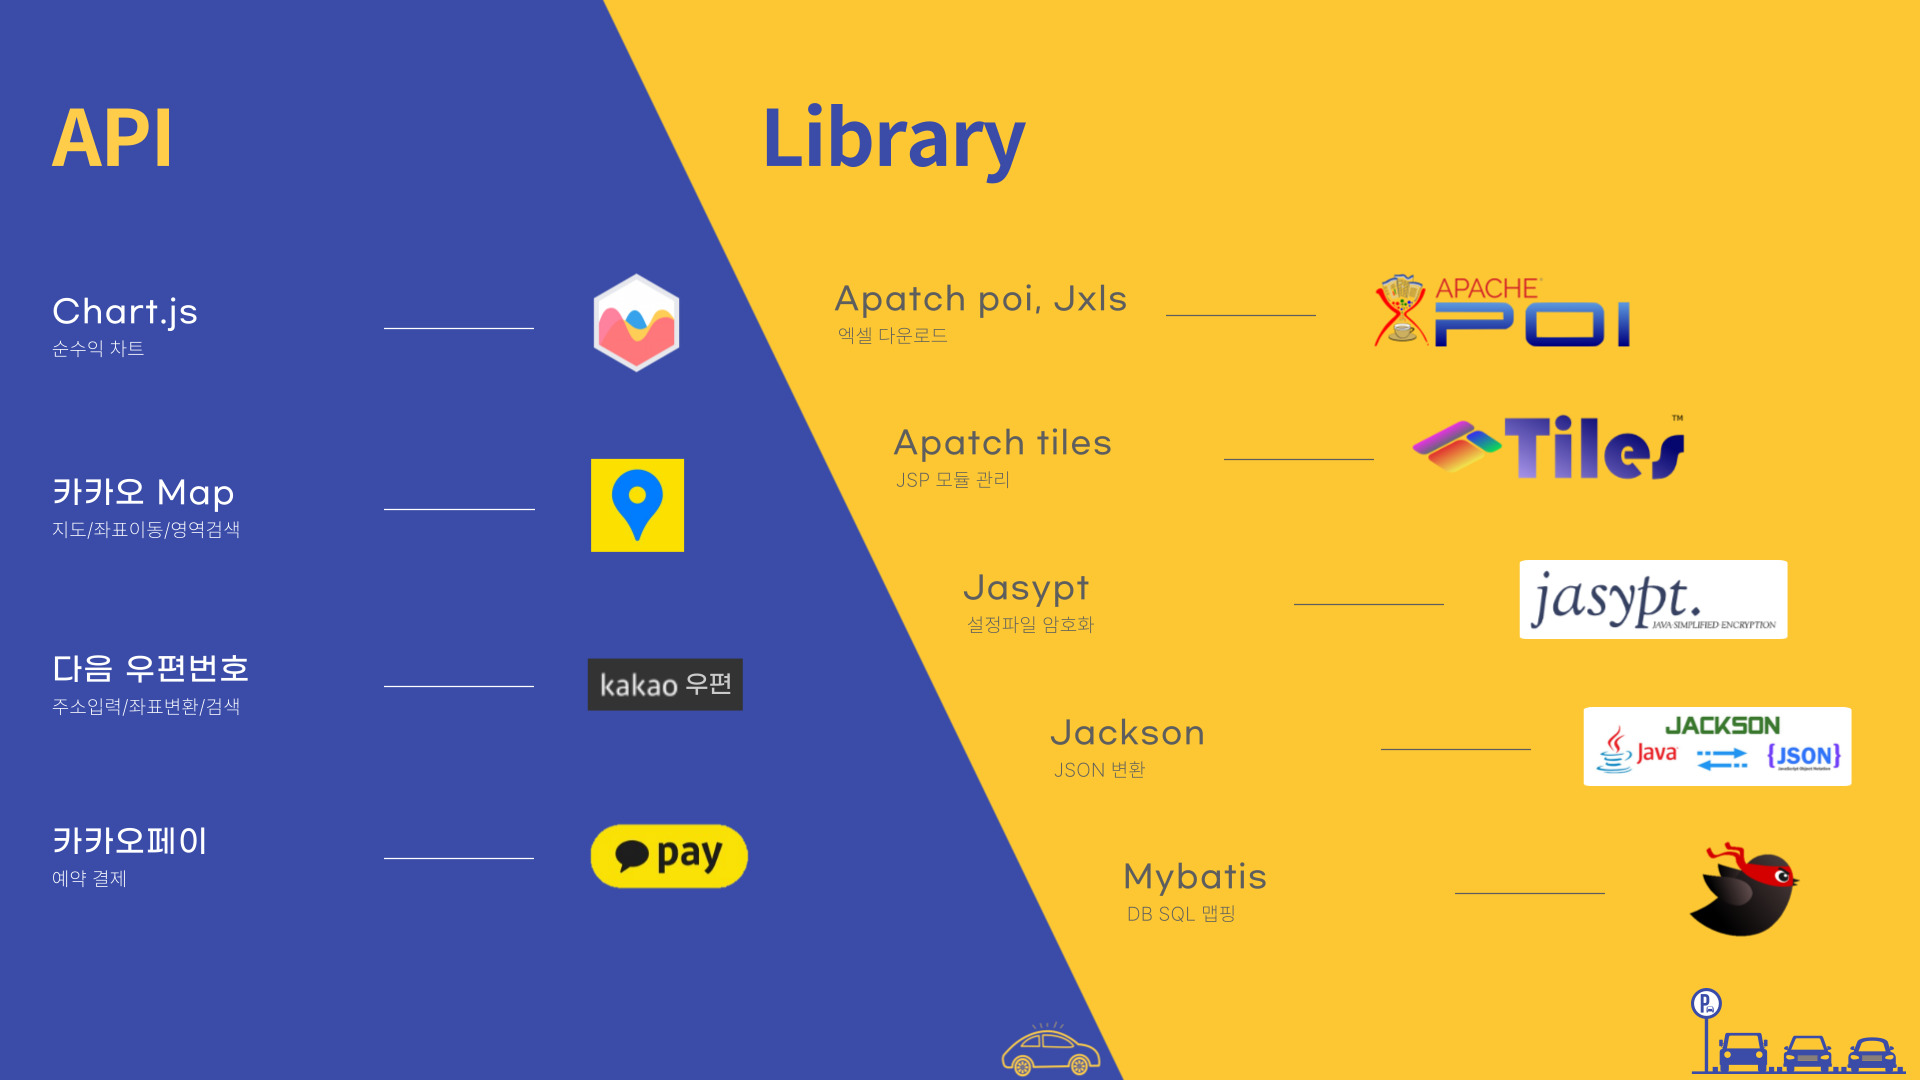 API
Chart.js
순수익 차트
카카오 Map
지도/좌표이동/영역검색
다음 우편번호
주소입력/좌표변환/검색
kakao 우편
카카오페이
예약 결제
pay
Library
Apatch poi, Jxls
엑셀 다운로드
APACHE
POI
Apatch tiles
JSP 모듈 관리
Tiles™
Jasypt
설정파일 암호화
jasypt.
JAVA SIMPLIFIED ENCRYPTION
Jackson
JSON 변환
JACKSON
Java {JSON}
JavaScript Object Notation
Mybatis
DB SQL 맵핑
P